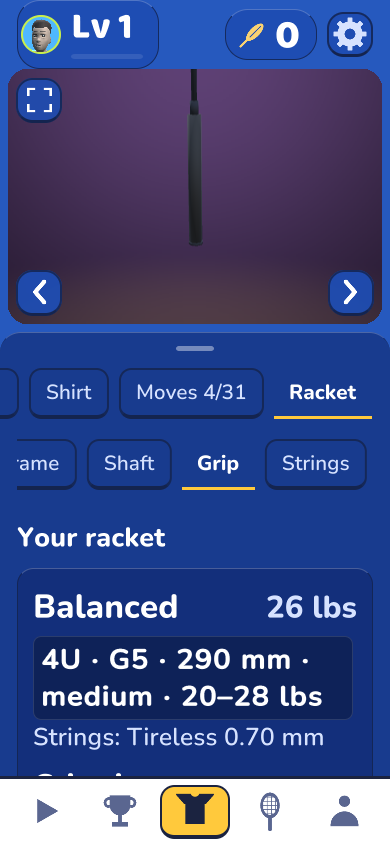 Lv 1
0
Shirt
Moves 4/31
Racket
rame
Shaft
Grip
Strings
Your racket
Balanced
26 lbs
4U · G5 · 290 mm ·
medium · 20–28 lbs
Strings: Tireless 0.70 mm